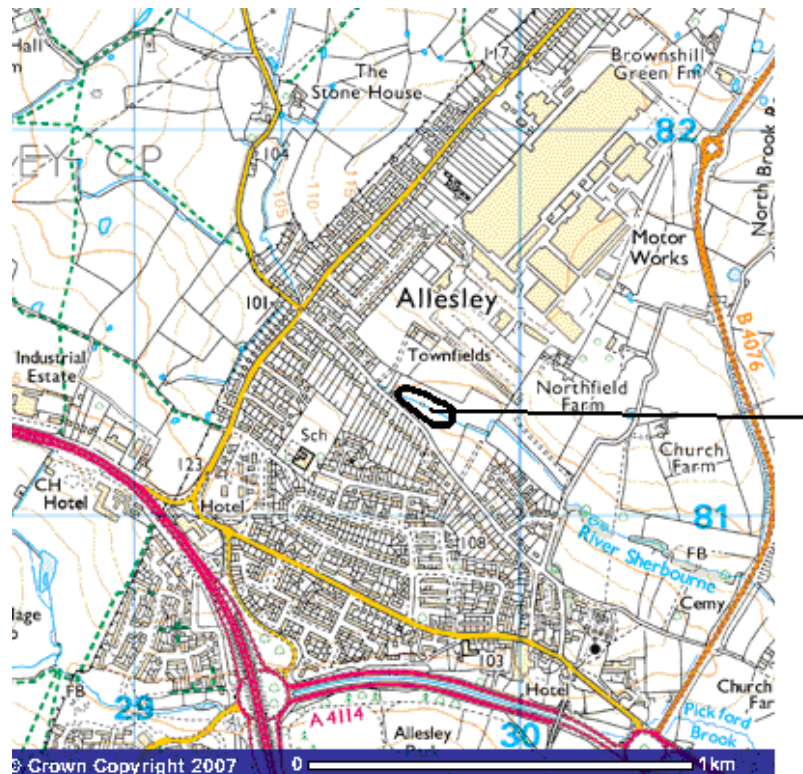 117
Brownshill
Green Fm
Hall
The
Stone House
82
104
EY CP
110
105
North Brook
Motor
Works
101
Allesley
B 4076
Townfields
Industrial
Estate
Northfield
Farm
Sch
Church
Farm
123
CH
Hotel
Hotel
81
108
River Sherbourne
FB
Cemy
lage
103
FB
Hotel
Church
Far
29
A 4114
Allesley
Park
30
Pickford
Brook
© Crown Copyright 2007 0 1km